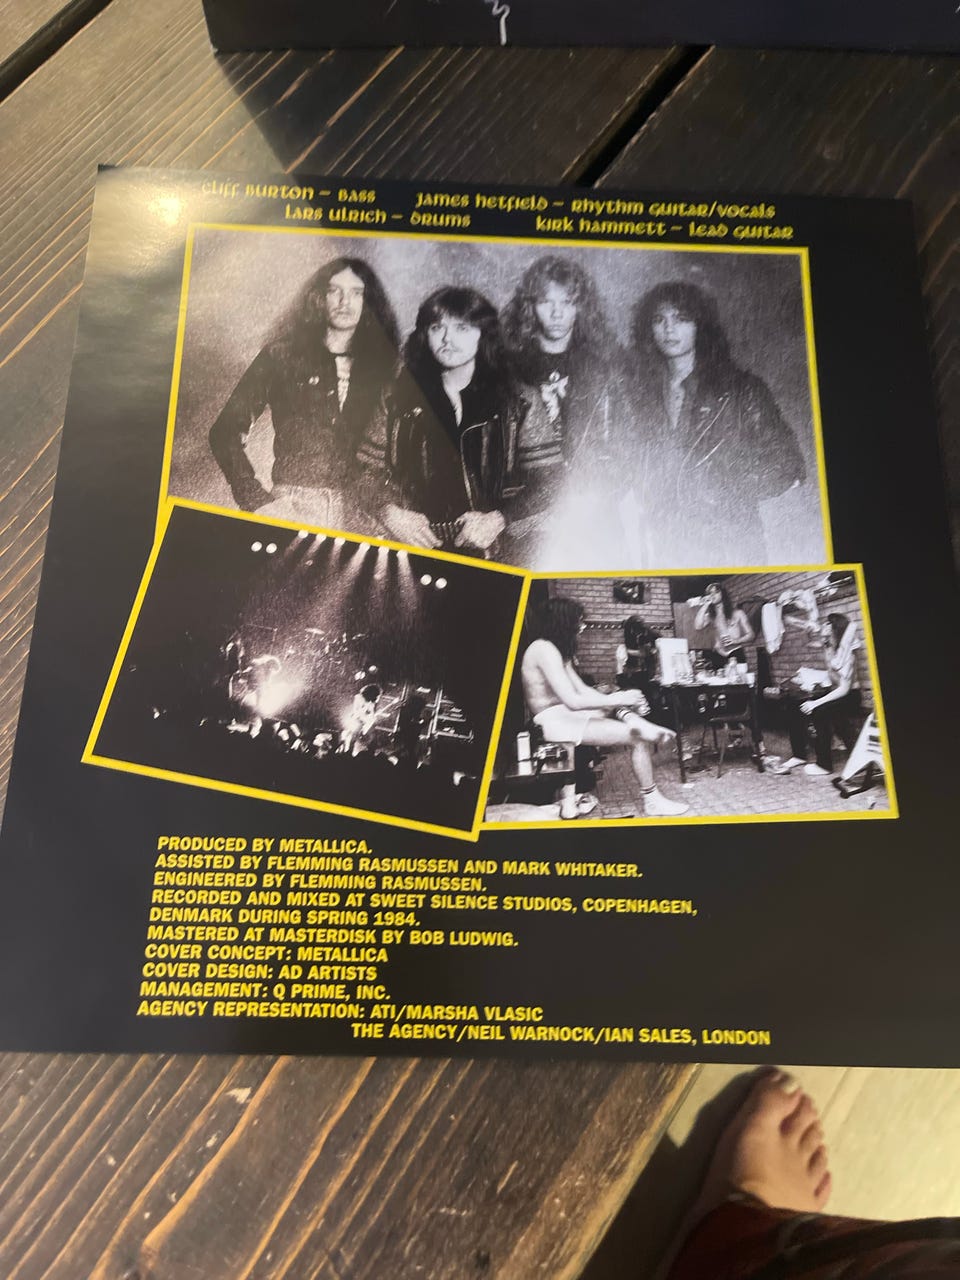 Cliff Burton – Bass James Hetfield – Rhythm Guitar/Vocals
Lars Ulrich – Drums Kirk Hammett – Lead Guitar
PRODUCED BY METALLICA.
ASSISTED BY FLEMMING RASMUSSEN AND MARK WHITAKER.
ENGINEERED BY FLEMMING RASMUSSEN.
RECORDED AND MIXED AT SWEET SILENCE STUDIOS, COPENHAGEN,
DENMARK DURING SPRING 1984.
MASTERED AT MASTERDISK BY BOB LUDWIG.
COVER CONCEPT: METALLICA
COVER DESIGN: AD ARTISTS
MANAGEMENT: Q PRIME, INC.
AGENCY REPRESENTATION: ATI/MARSHA VLASIC
THE AGENCY/NEIL WARNOCK/IAN SALES, LONDON